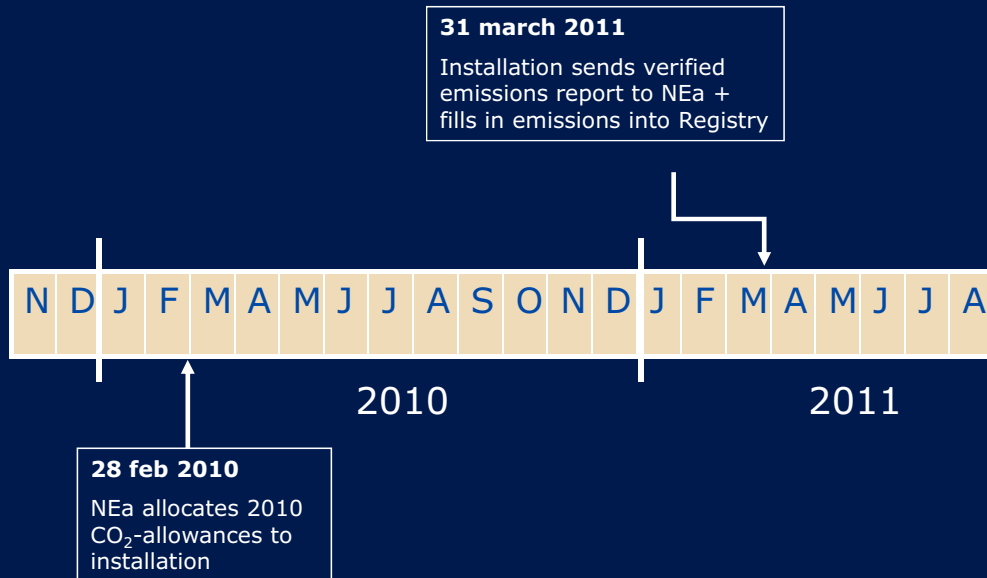 31 march 2011
Installation sends verified
emissions report to NEa +
fills in emissions into Registry
N D J F M A M J J A S O N D J F M A M J J A
2010 2011
28 feb 2010
NEa allocates 2010
CO₂-allowances to
installation